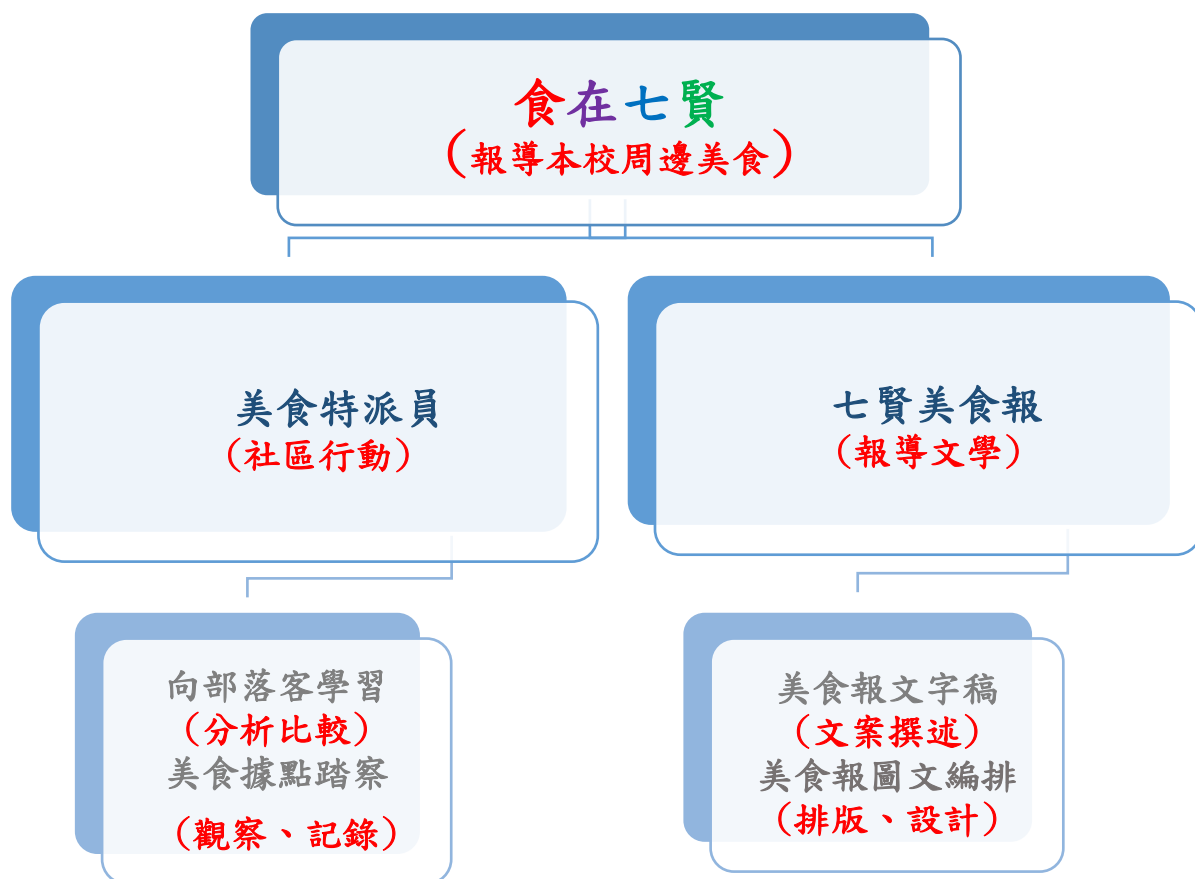 食在七賢
(報導本校周邊美食)
美食特派員
(社區行動)
七賢美食報
(報導文學)
向部落客學習
(分析比較)
美食據點踏察
(觀察、記錄)
美食報文字稿
(文案撰述)
美食報圖文編排
(排版、設計)